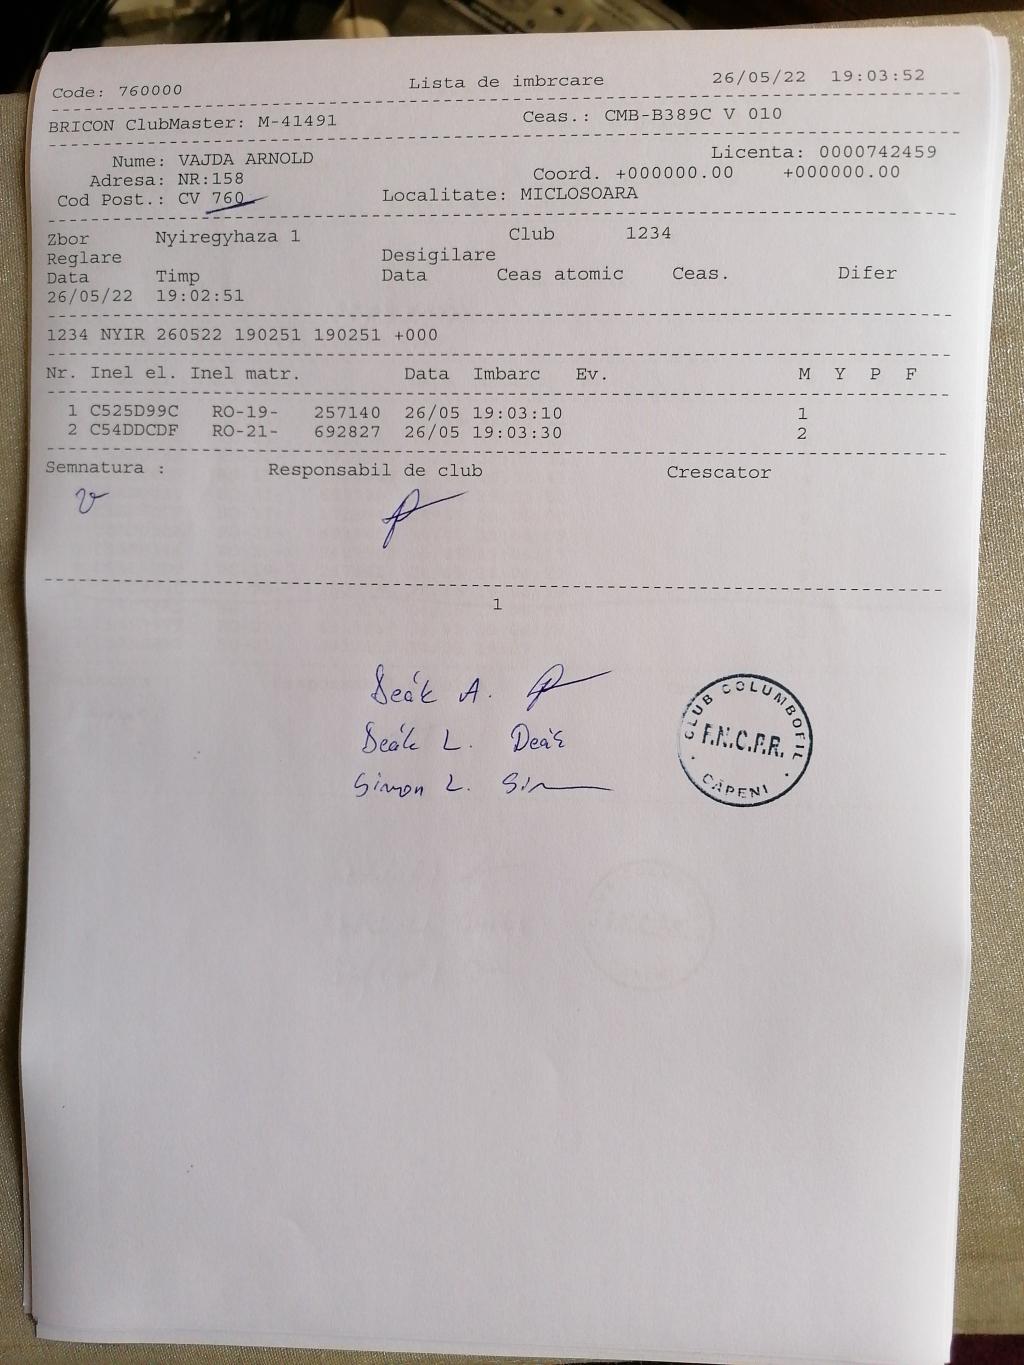 Code: 760000 Lista de imbrcare 26/05/22 19:03:52
BRICON ClubMaster: M-41491 Ceas.: CMB-B389C V 010
Nume: VAJDA ARNOLD Licenta: 0000742459
Adresa: NR:158 Coord. +000000.00 +000000.00
Cod Post.: CV 760 Localitate: MICLOSOARA
Zbor Nyiregyhaza 1 Club 1234
Reglare Desigilare
Data Timp Data Ceas atomic Ceas. Difer
26/05/22 19:02:51
1234 NYIR 260522 190251 190251 +000
Nr. Inel el. Inel matr. Data Imbarc Ev. M Y P F
1 C525D99C RO-19- 257140 26/05 19:03:10 1
2 C54DDCDF RO-21- 692827 26/05 19:03:30 2
Semnatura : Responsabil de club Crescator
1
Deák A.
Deák L. Deák
Simon L.
CLUB COLUMBOFIL
F.N.C.P.R.
CĂPENI